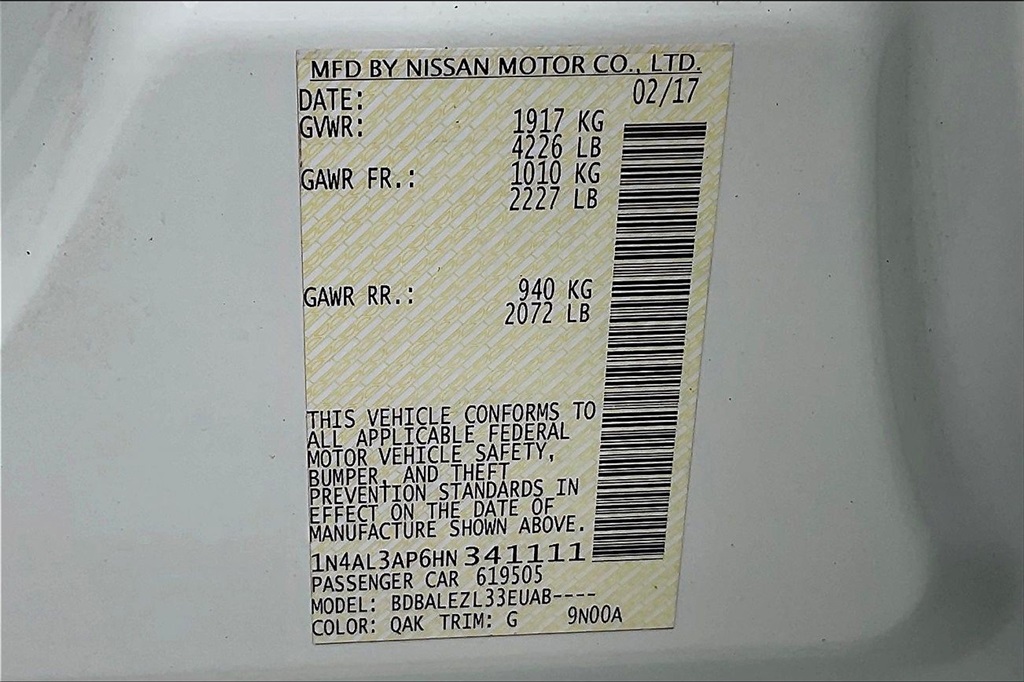 MFD BY NISSAN MOTOR CO., LTD.
DATE: 02/17
GVWR: 1917 KG
4226 LB
GAWR FR.: 1010 KG
2227 LB
GAWR RR.: 940 KG
2072 LB
THIS VEHICLE CONFORMS TO
ALL APPLICABLE FEDERAL
MOTOR VEHICLE SAFETY,
BUMPER, AND THEFT
PREVENTION STANDARDS IN
EFFECT ON THE DATE OF
MANUFACTURE SHOWN ABOVE.
1N4AL3AP6HN 341111
PASSENGER CAR 619505
MODEL: BDBALEZL33EUAB----
COLOR: QAK TRIM: G 9N00A